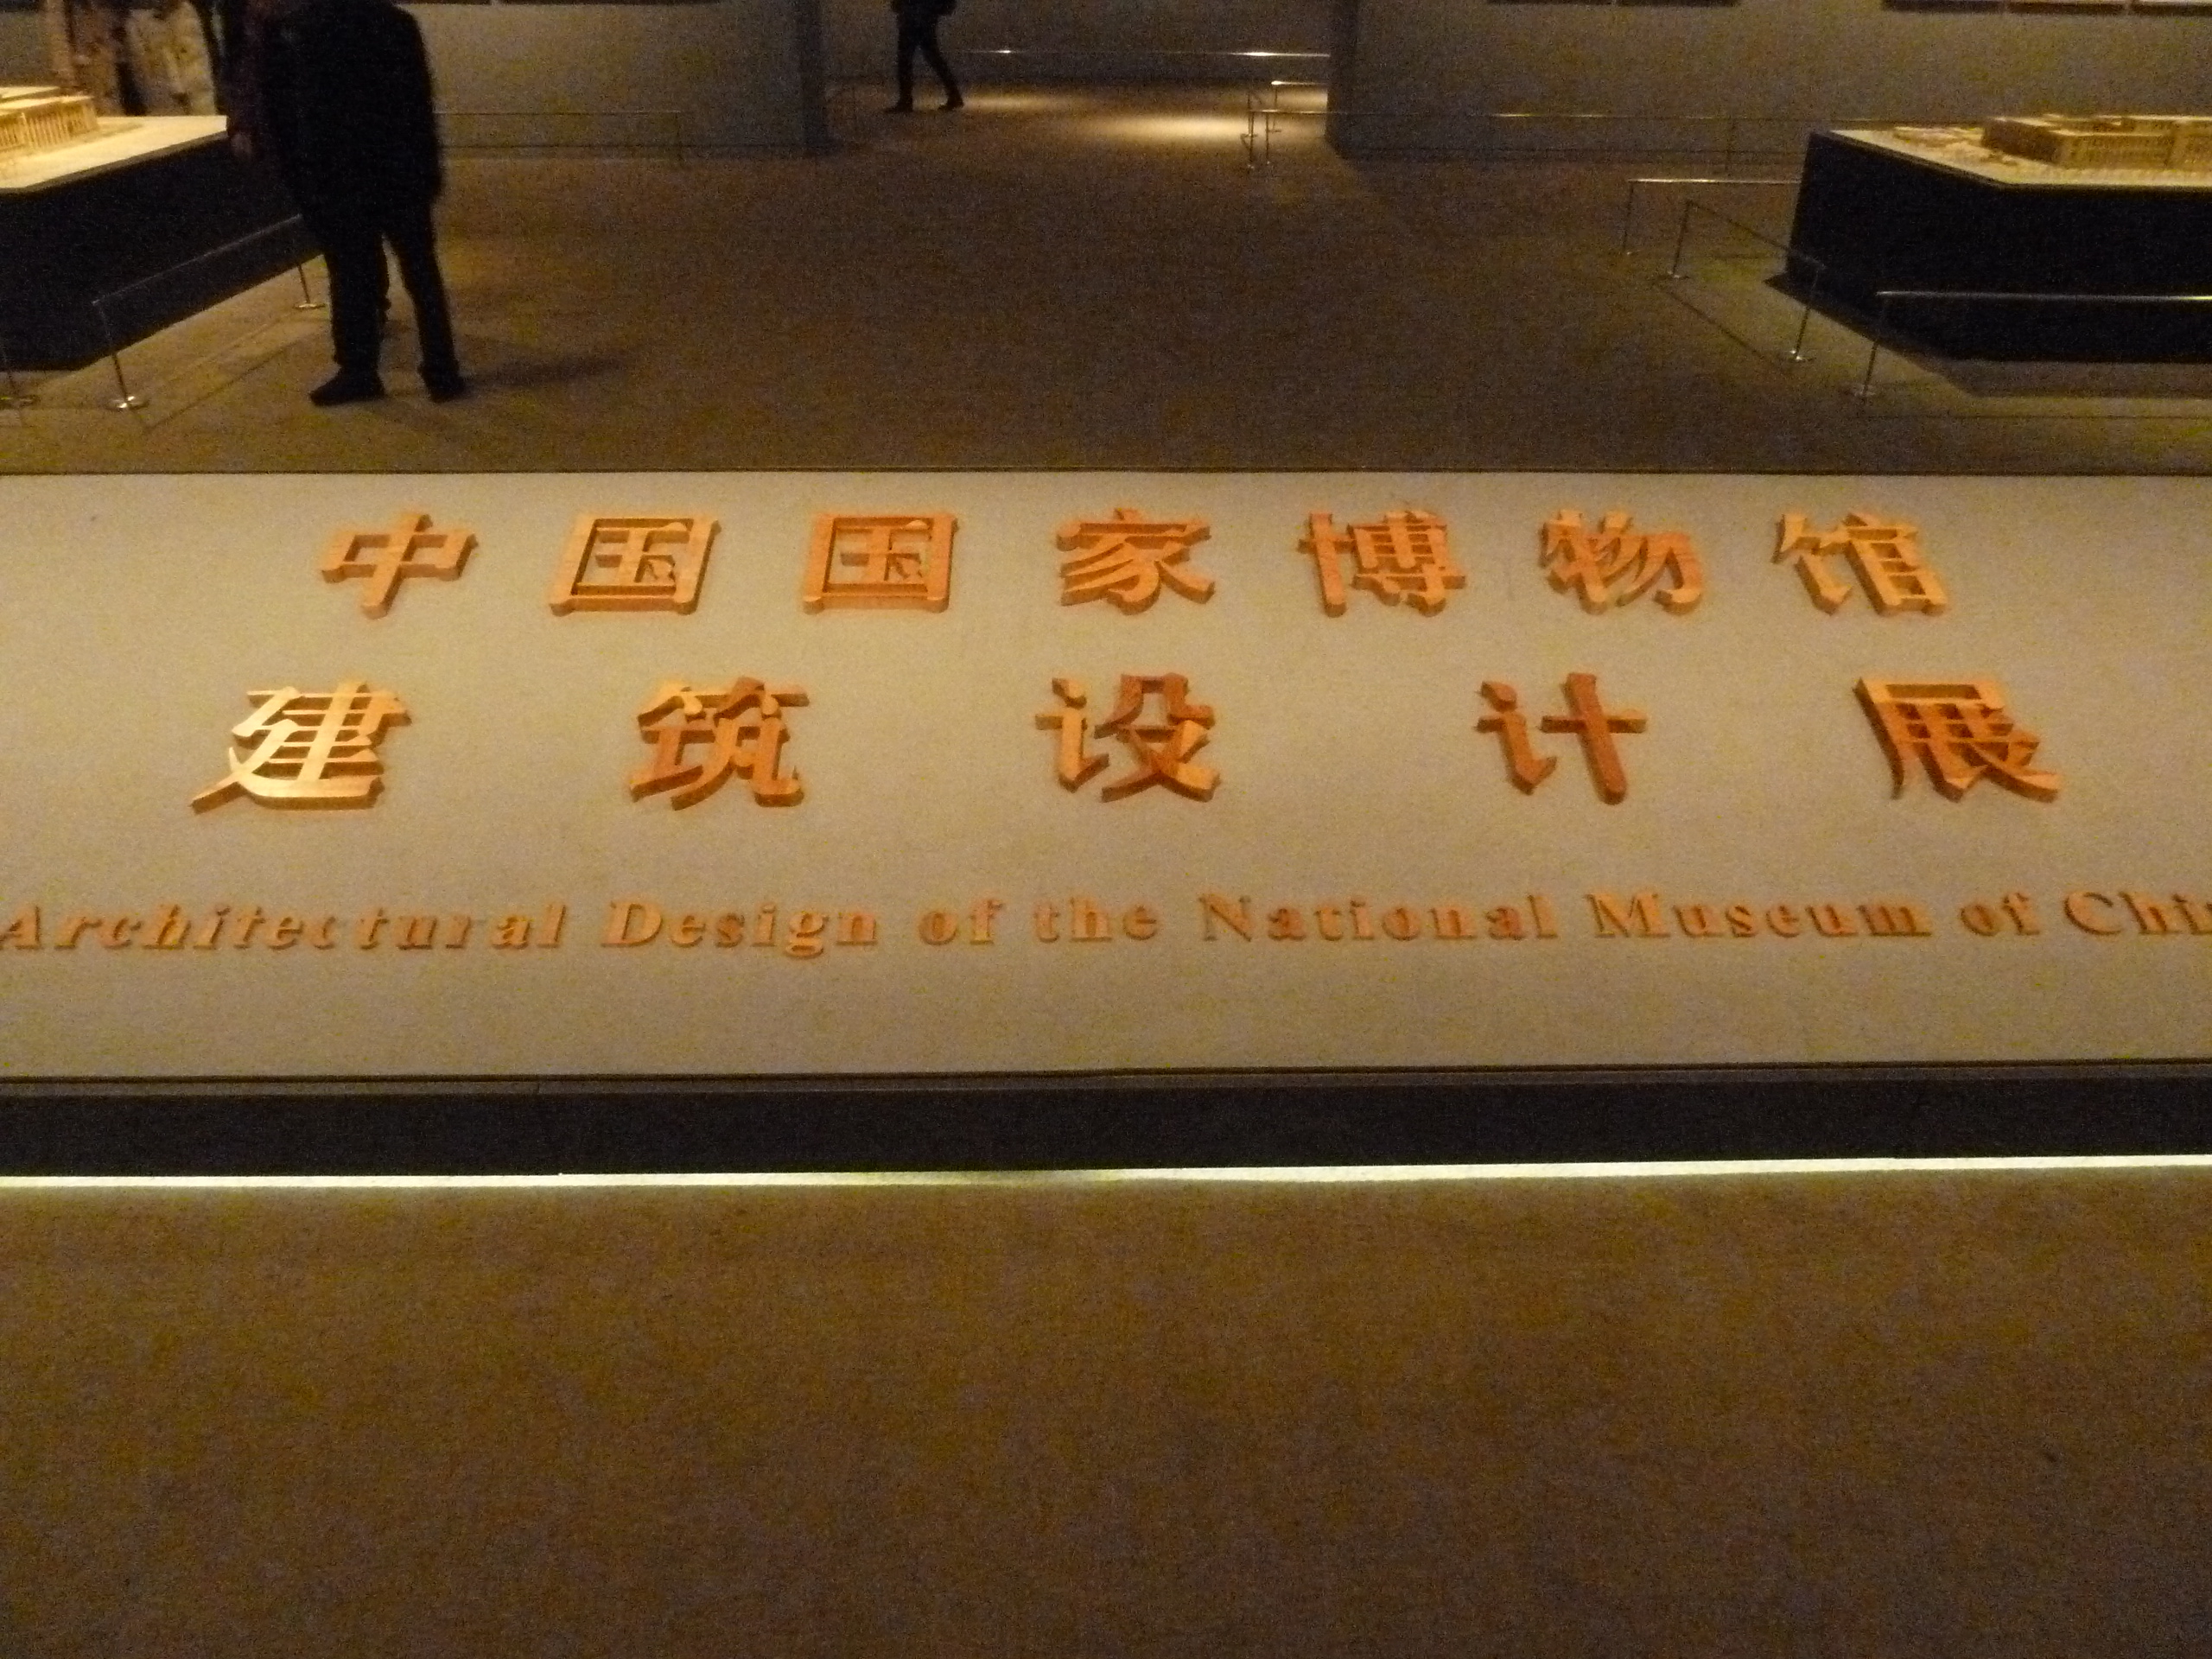 中国国家博物馆
建筑设计展
Architectural Design of the National Museum of Chi